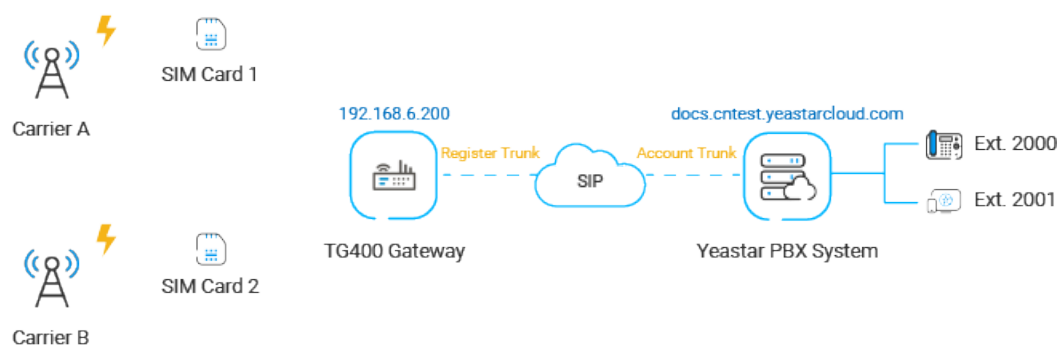 SIM Card 1
Carrier A
192.168.6.200
docs.cntest.yeastarcloud.com
Register Trunk
SIP
Account Trunk
Ext. 2000
Ext. 2001
TG400 Gateway
Yeastar PBX System
SIM Card 2
Carrier B